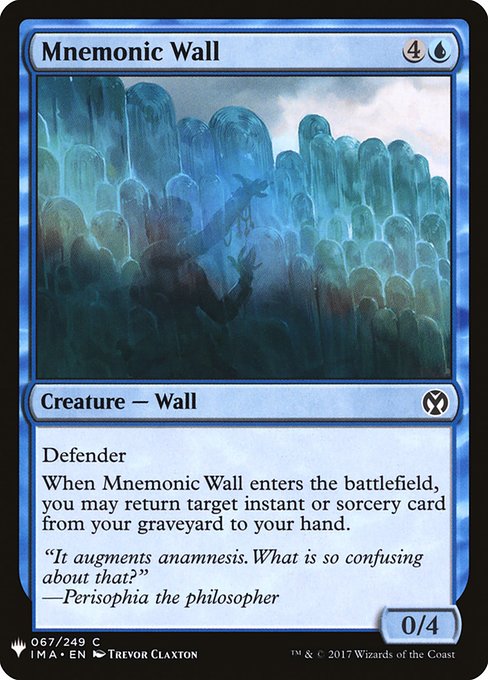 Mnemonic Wall 4
Creature — Wall
Defender
When Mnemonic Wall enters the battlefield,
you may return target instant or sorcery card
from your graveyard to your hand.
“It augments anamnesis. What is so confusing
about that?”
—Perisophia the philosopher
0/4
067/249 C
IMA • EN Trevor Claxton
™ & © 2017 Wizards of the Coast